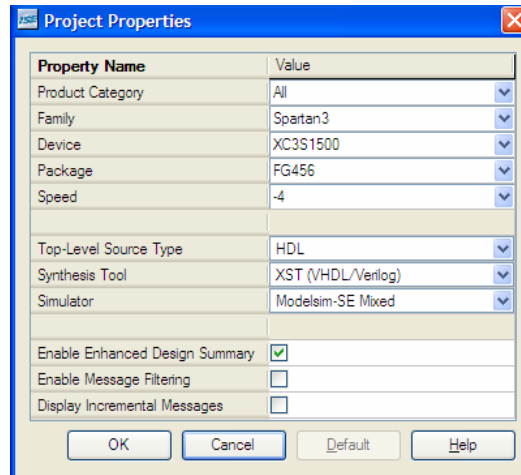 ISE Project Properties
Property Name Value
Product Category All
Family Spartan3
Device XC3S1500
Package FG456
Speed -4
Top-Level Source Type HDL
Synthesis Tool XST (VHDL/Verilog)
Simulator Modelsim-SE Mixed
Enable Enhanced Design Summary
Enable Message Filtering
Display Incremental Messages
OK Cancel Default Help